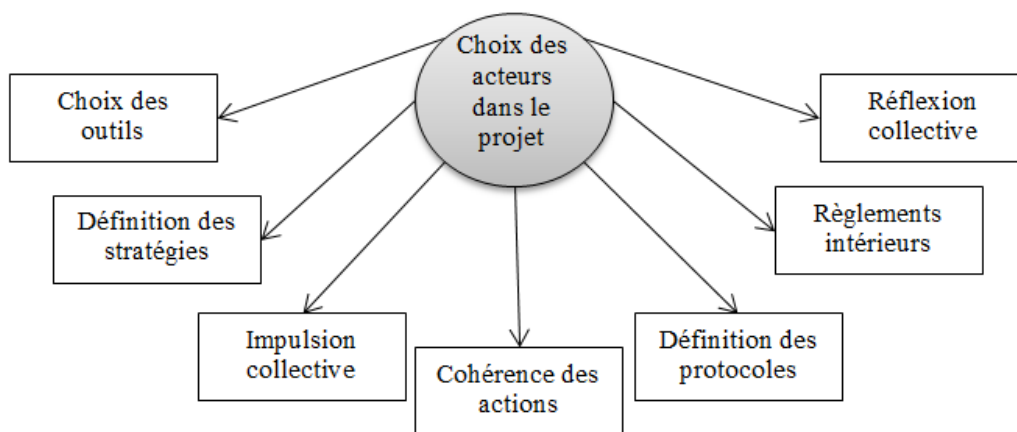 Choix des
acteurs
dans le
projet
Choix des
outils
Réflexion
collective
Définition des
stratégies
Règlements
intérieurs
Impulsion
collective
Cohérence des
actions
Définition des
protocoles